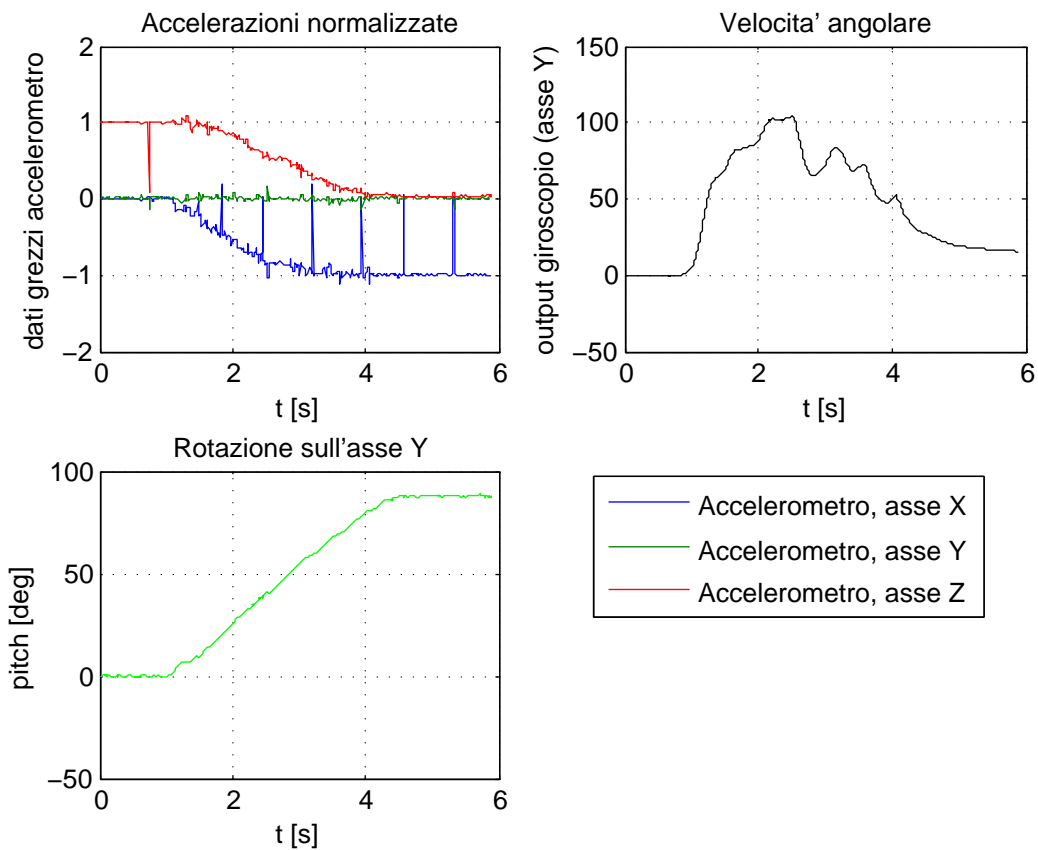 Accelerazioni normalizzate
dati grezzi accelerometro
2
1
0
−1
−2
0
2
4
6
t [s]
Velocita' angolare
output giroscopio (asse Y)
150
100
50
0
−50
0
2
4
6
t [s]
Rotazione sull'asse Y
pitch [deg]
100
50
0
−50
0
2
4
6
t [s]
Accelerometro, asse X
Accelerometro, asse Y
Accelerometro, asse Z